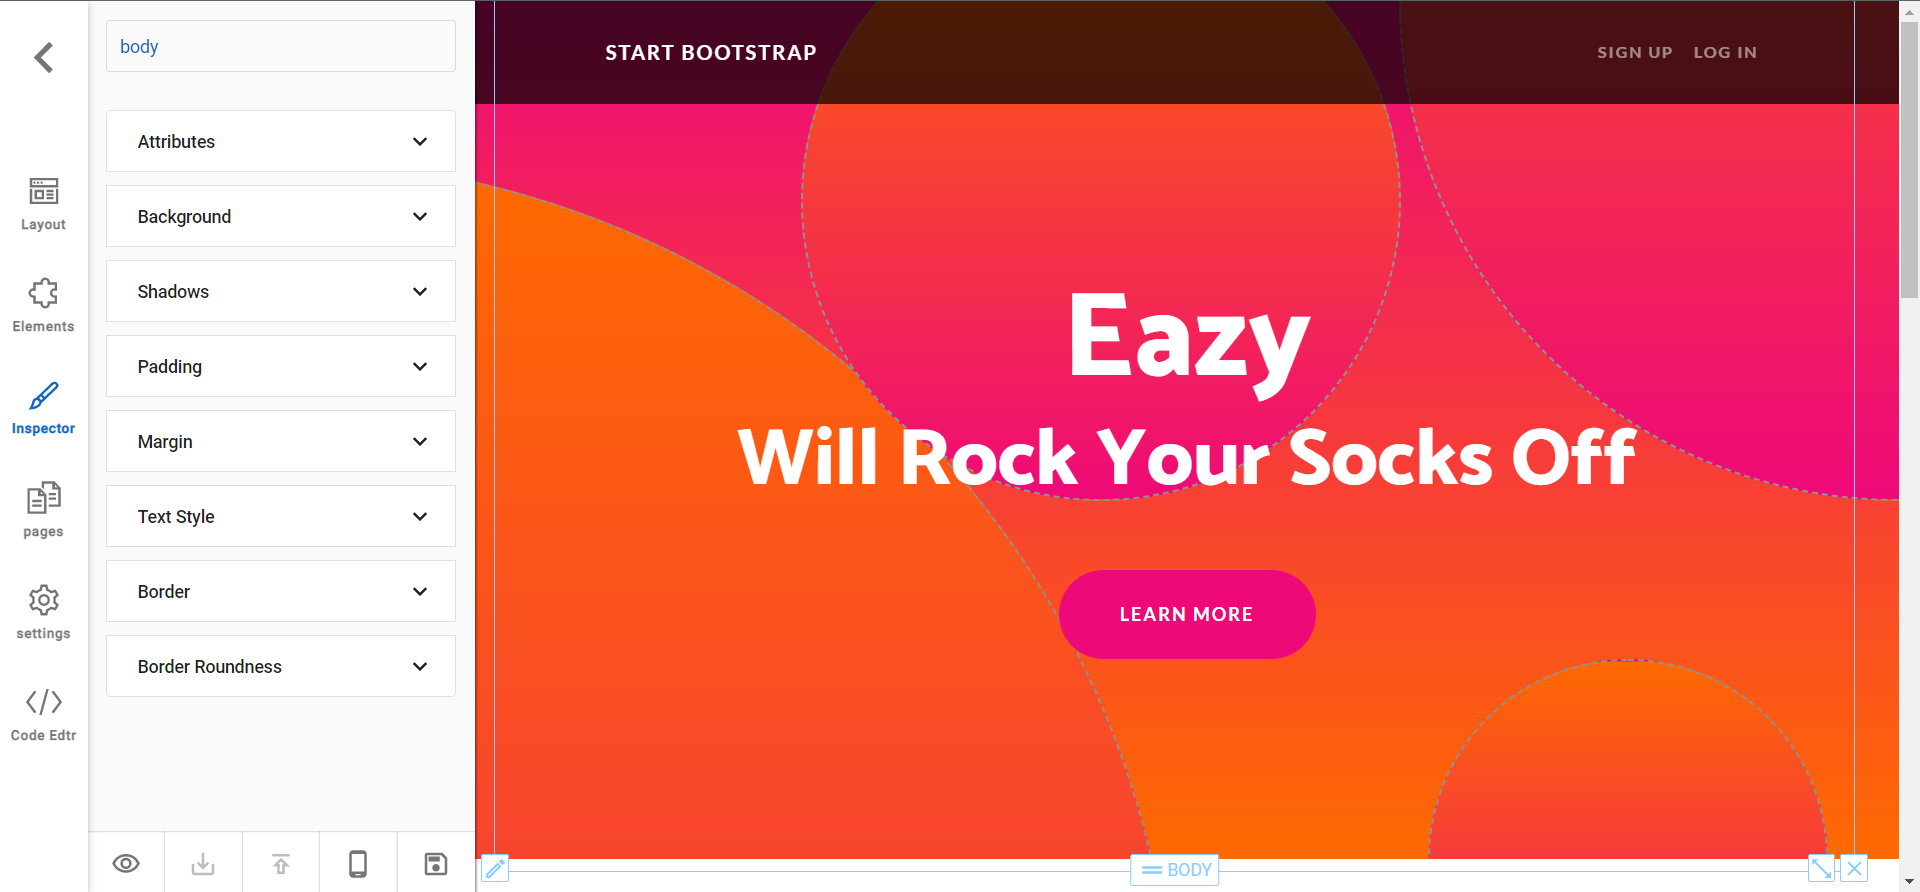 body
Attributes
Background
Shadows
Padding
Margin
Text Style
Border
Border Roundness
Layout
Elements
Inspector
pages
settings
Code Edtr
START BOOTSTRAP
SIGN UP LOG IN
Eazy
Will Rock Your Socks Off
LEARN MORE
BODY